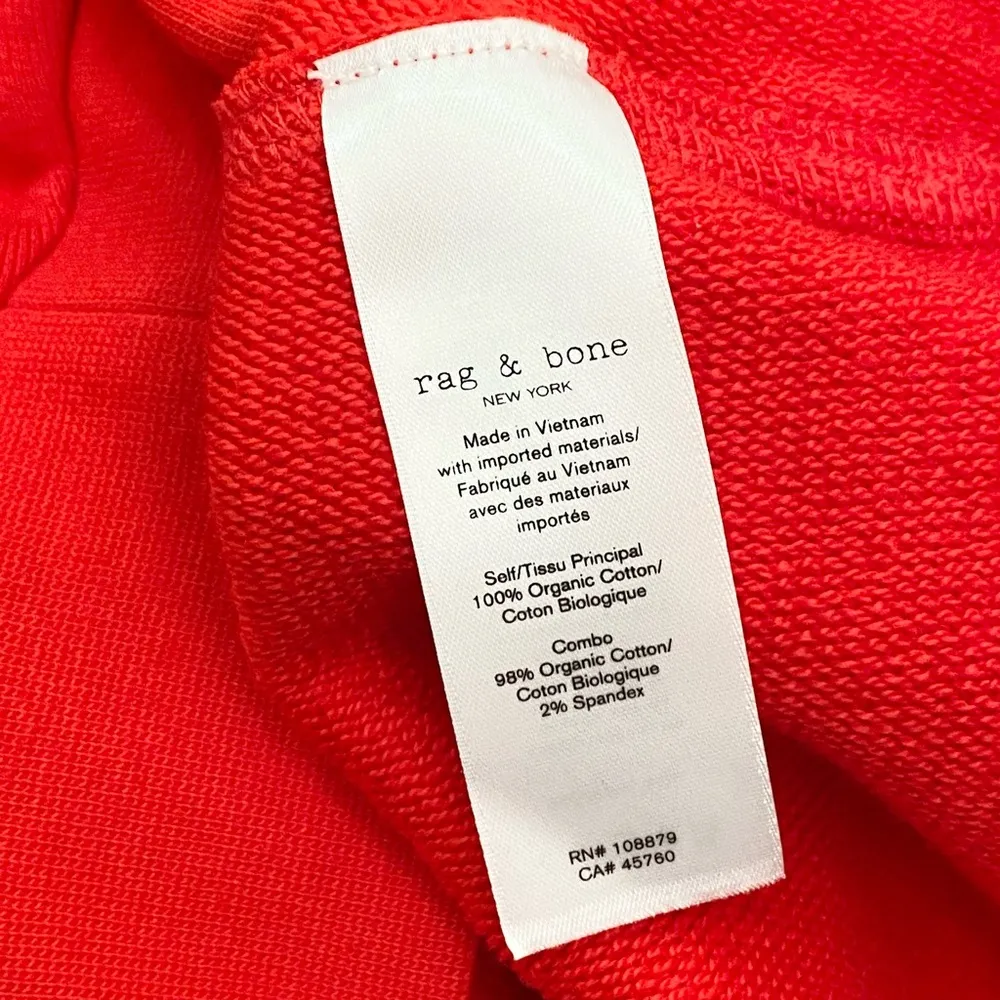 rag & bone
NEW YORK
Made in Vietnam
with imported materials/
Fabriqué au Vietnam
avec des materiaux
importés
Self/Tissu Principal
100% Organic Cotton/
Coton Biologique
Combo
98% Organic Cotton/
Coton Biologique
2% Spandex
RN# 108879
CA# 45760